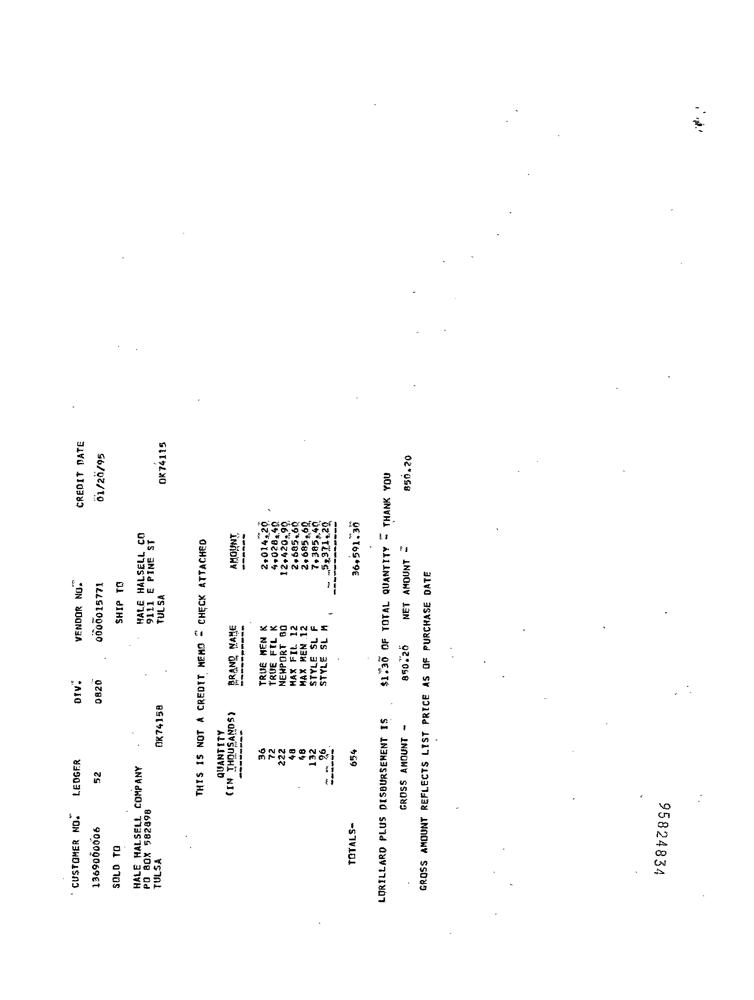 CUSTOMER NO. LEDGER DIV. VENDOR NO. CREDIT DATE
1369000006 52 0820 0000015771 01/20/95
SOLD TO SHIP TO
HALE HALSELL COMPANY HALE HALSELL CO
PO BOX 582898 9111 E PINE ST
TULSA OK74158 TULSA OK74115
THIS IS NOT A CREDIT MEMO - CHECK ATTACHED
QUANTITY
(IN THOUSANDS) BRAND NAME AMOUNT
-------- ---------- ------
36 TRUE MEN K 2,014.20
72 TRUE FIL K 4,028.40
222 NEWPORT BO 12,420.90
48 MAX FIL 12 2,685.60
48 MAX MEN 12 2,685.60
132 STYLE SL F 7,385.40
96 STYLE SL M 5,371.20
------ -----------
TOTALS- 654 36,591.30
LORILLARD PLUS DISBURSEMENT IS $1.30 OF TOTAL QUANTITY - THANK YOU
GROSS AMOUNT - 850.20 NET AMOUNT - 850.20
GROSS AMOUNT REFLECTS LIST PRICE AS OF PURCHASE DATE
95824834